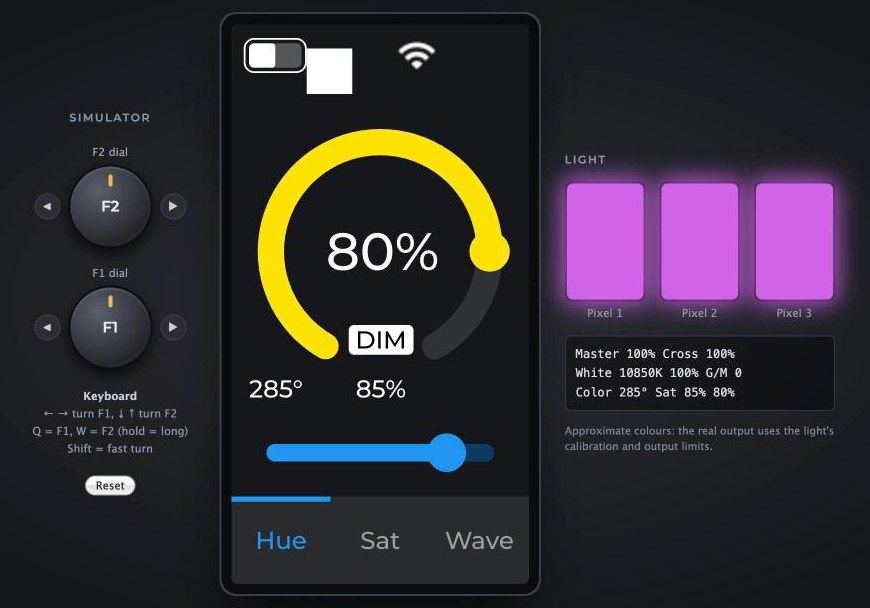 SIMULATOR
F2 dial
F2
F1 dial
F1
Keyboard
← → turn F1, ↓ ↑ turn F2
Q = F1, W = F2 (hold = long)
Shift = fast turn
Reset
80%
DIM
285° 85%
Hue Sat Wave
LIGHT
Pixel 1 Pixel 2 Pixel 3
Master 100% Cross 100%
White 10850K 100% G/M 0
Color 285° Sat 85% 80%
Approximate colours: the real output uses the light's
calibration and output limits.